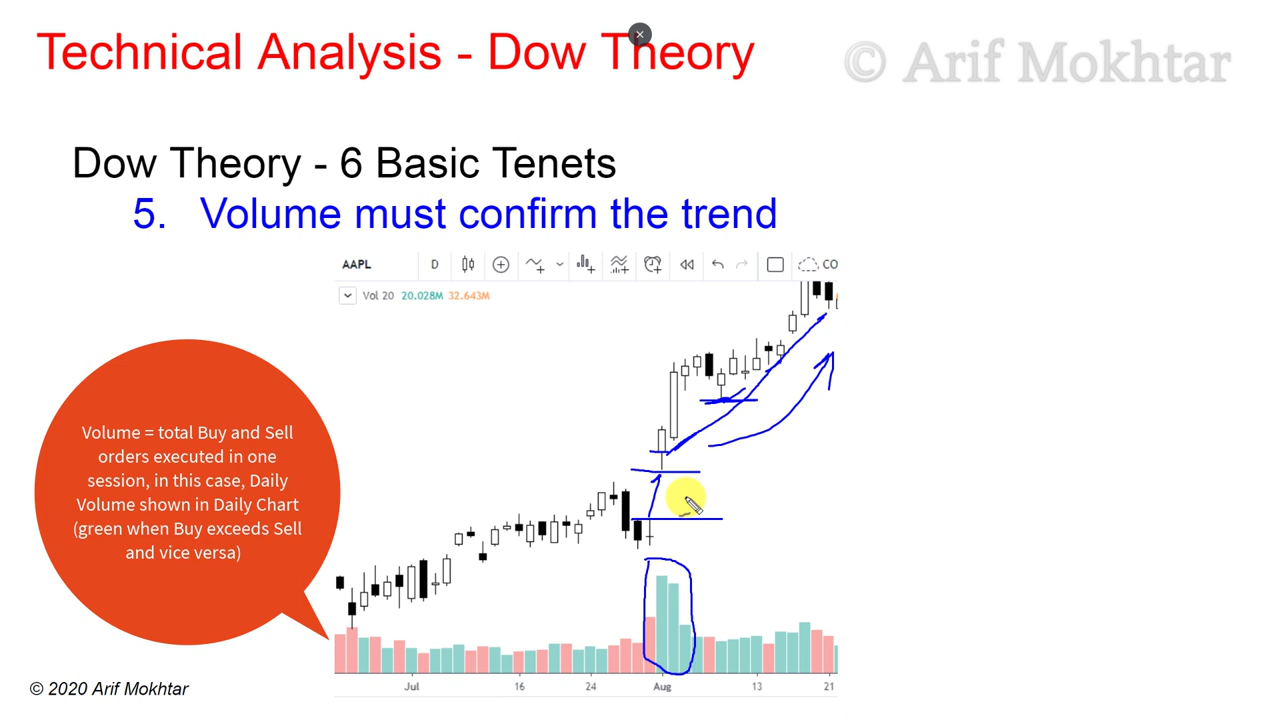 Technical Analysis - Dow Theory
© Arif Mokhtar
Dow Theory - 6 Basic Tenets
5. Volume must confirm the trend
AAPL D CO
Vol 20 20.028M 32.643M
Volume = total Buy and Sell
orders executed in one
session, in this case, Daily
Volume shown in Daily Chart
(green when Buy exceeds Sell
and vice versa)
Jul 16 24 Aug 13 21
© 2020 Arif Mokhtar